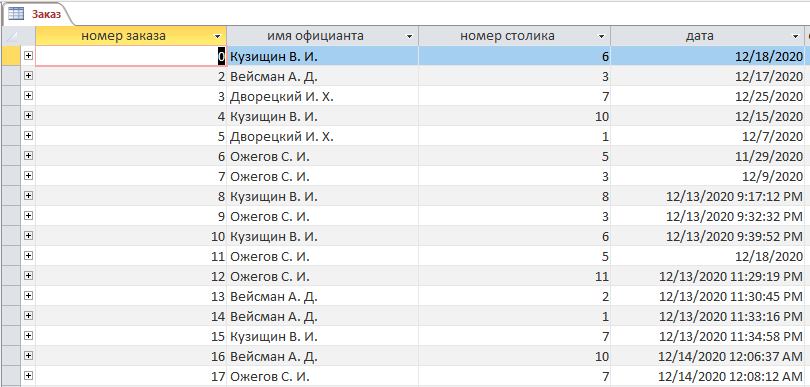 Заказ
номер заказа имя официанта номер столика дата
0 Кузищин В. И. 6 12/18/2020
2 Вейсман А. Д. 3 12/17/2020
3 Дворецкий И. Х. 7 12/25/2020
4 Кузищин В. И. 10 12/15/2020
5 Дворецкий И. Х. 1 12/7/2020
6 Ожегов С. И. 5 11/29/2020
7 Ожегов С. И. 3 12/9/2020
8 Кузищин В. И. 8 12/13/2020 9:17:12 PM
9 Ожегов С. И. 3 12/13/2020 9:32:32 PM
10 Кузищин В. И. 6 12/13/2020 9:39:52 PM
11 Ожегов С. И. 5 12/18/2020
12 Ожегов С. И. 11 12/13/2020 11:29:19 PM
13 Вейсман А. Д. 2 12/13/2020 11:30:45 PM
14 Вейсман А. Д. 1 12/13/2020 11:33:16 PM
15 Кузищин В. И. 7 12/13/2020 11:34:58 PM
16 Вейсман А. Д. 10 12/14/2020 12:06:37 AM
17 Ожегов С. И. 7 12/14/2020 12:08:12 AM